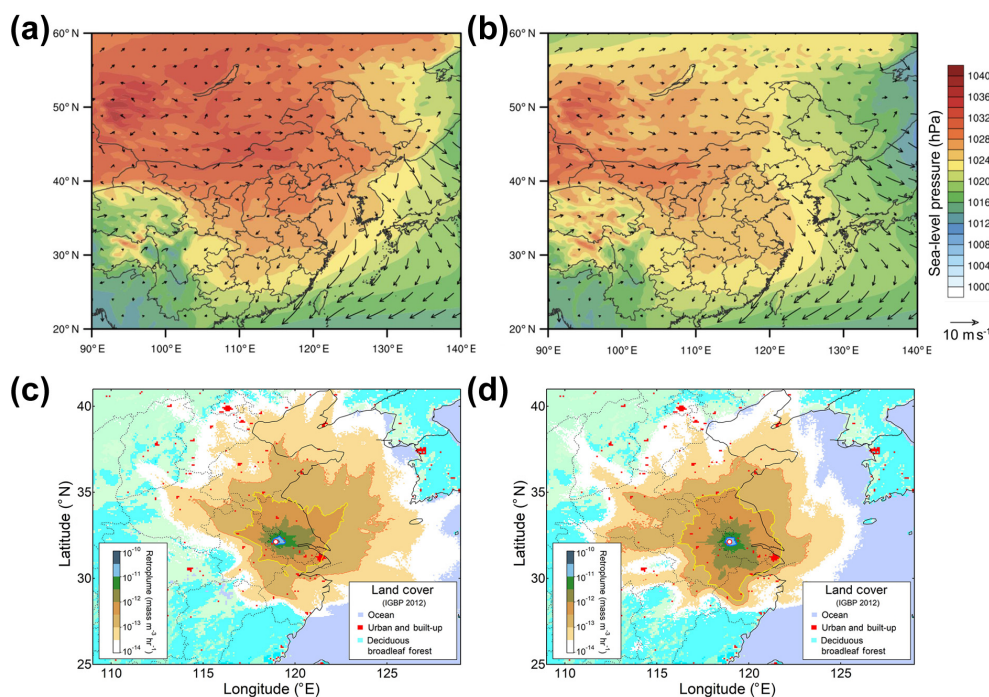 (a)
(b)
60° N
50° N
40° N
30° N
20° N
90° E
100° E
110° E
120° E
130° E
140° E
60° N
50° N
40° N
30° N
20° N
90° E
100° E
110° E
120° E
130° E
140° E
Sea-level pressure (hPa)
1040
1036
1032
1028
1024
1020
1016
1012
1008
1004
1000
10 m s⁻¹
(c)
(d)
Latitude (°N)
40
35
30
25
110
115
120
125
Longitude (°E)
Retroplume (mass m⁻³ hr⁻¹)
10⁻¹⁰
10⁻¹¹
10⁻¹²
10⁻¹³
10⁻¹⁴
Land cover
(IGBP 2012)
Ocean
Urban and built-up
Deciduous
broadleaf forest
Latitude (°N)
40
35
30
25
110
115
120
125
Longitude (°E)
Retroplume (mass m⁻³ hr⁻¹)
10⁻¹⁰
10⁻¹¹
10⁻¹²
10⁻¹³
10⁻¹⁴
Land cover
(IGBP 2012)
Ocean
Urban and built-up
Deciduous
broadleaf forest